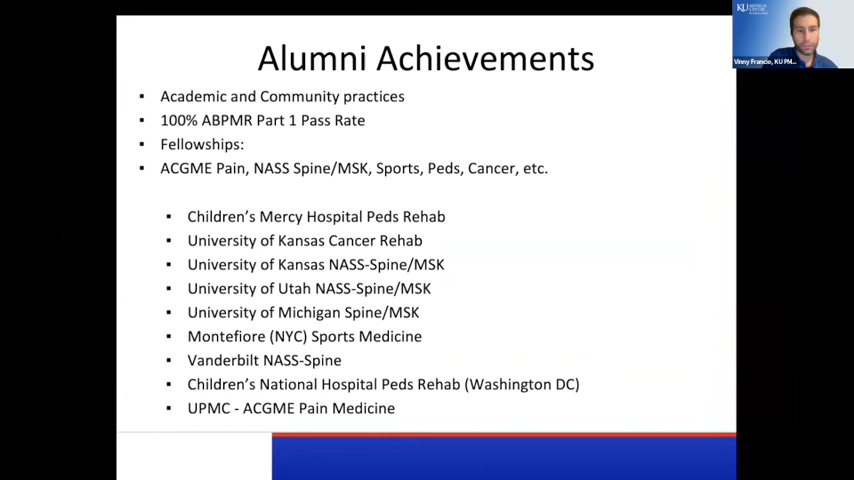 Alumni Achievements
▪ Academic and Community practices
▪ 100% ABPMR Part 1 Pass Rate
▪ Fellowships:
▪ ACGME Pain, NASS Spine/MSK, Sports, Peds, Cancer, etc.
▪ Children's Mercy Hospital Peds Rehab
▪ University of Kansas Cancer Rehab
▪ University of Kansas NASS-Spine/MSK
▪ University of Utah NASS-Spine/MSK
▪ University of Michigan Spine/MSK
▪ Montefiore (NYC) Sports Medicine
▪ Vanderbilt NASS-Spine
▪ Children's National Hospital Peds Rehab (Washington DC)
▪ UPMC - ACGME Pain Medicine
KU MEDICAL CENTER
Vinny Francio, KU PM...